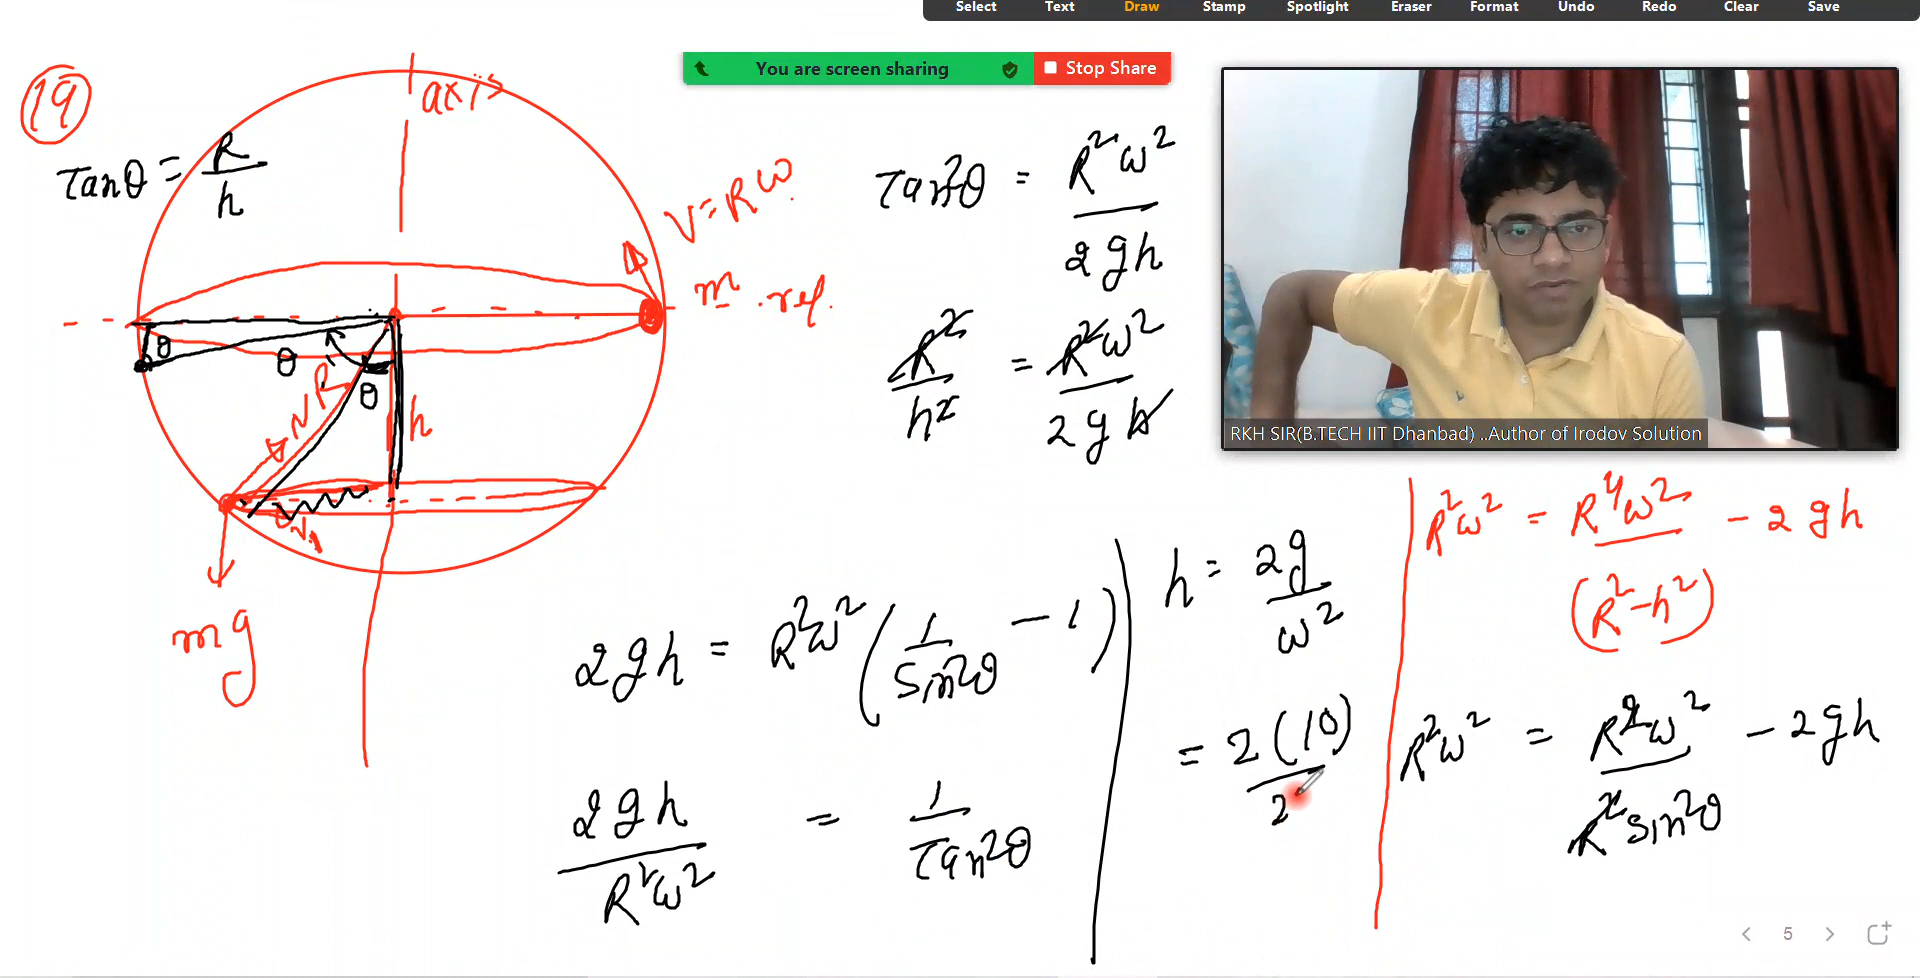 Select Text Draw Stamp Spotlight Eraser Format Undo Redo Clear Save
You are screen sharing Stop Share
19
axis
Tanθ = R/h
V = Rω
m ref.
θ
θ
θ
R
N
h
mg
Tan²θ = R²ω²/2gh
R²/h² = R²ω²/2gh
2gh = R²ω² (1/Sin²θ - 1)
2gh/R²ω² = 1/Tan²θ
h = 2g/ω²
= 2(10)/2
RKH SIR(B.TECH IIT Dhanbad) ..Author of Irodov Solution
R²ω² = R⁴ω²/(R²-h²) - 2gh
R²ω² = R⁴ω²/R² sin²θ - 2gh
5